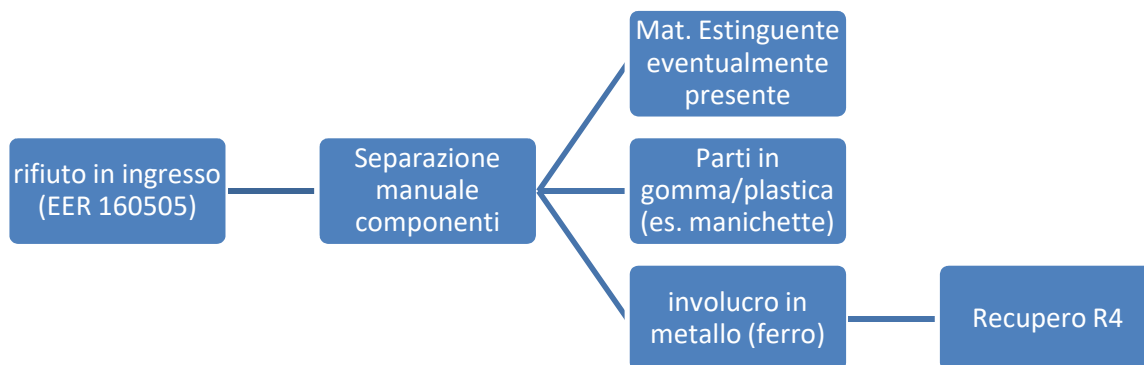 rifiuto in ingresso
(EER 160505)
Separazione
manuale
componenti
Mat. Estinguente
eventualmente
presente
Parti in
gomma/plastica
(es. manichette)
involucro in
metallo (ferro)
Recupero R4